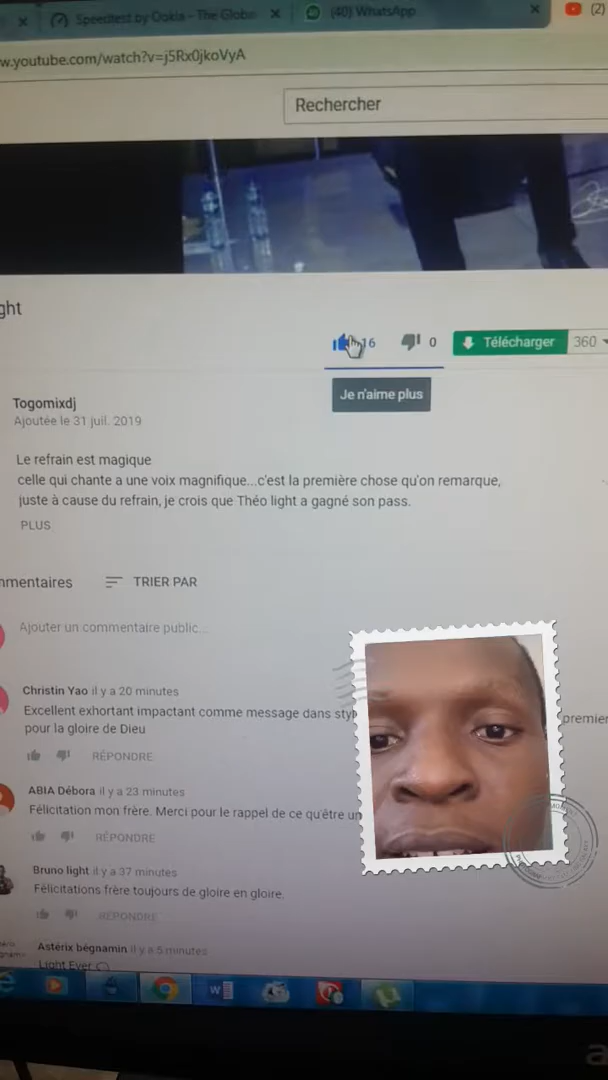 Speedtest by Ookla - The Globa
(40) WhatsApp
(2)
w.youtube.com/watch?v=j5Rx0jkoVyA
Rechercher
ght
16
0
Télécharger
360
Je n'aime plus
Togomixdj
Ajoutée le 31 juil. 2019
Le refrain est magique
celle qui chante a une voix magnifique...c'est la première chose qu'on remarque,
juste à cause du refrain, je crois que Théo light a gagné son pass.
PLUS
mmentaires
TRIER PAR
Ajouter un commentaire public...
Christin Yao il y a 20 minutes
Excellent exhortant impactant comme message dans sty
premier
pour la gloire de Dieu
RÉPONDRE
ABIA Débora il y a 23 minutes
Félicitation mon frère. Merci pour le rappel de ce qu'être un
RÉPONDRE
Bruno light il y a 37 minutes
Félicitations frère toujours de gloire en gloire.
RÉPONDRE
Astérix begnamin il y a 5 minutes
Light Ever